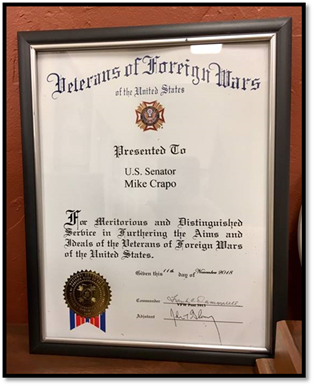 Veterans of Foreign Wars
of the United States
Presented To
U.S. Senator
Mike Crapo
For Meritorious and Distinguished
Service in Furthering the Aims and
Ideals of the Veterans of Foreign Wars
of the United States.
Given this 11th day of November 2018
Commander
Adjutant